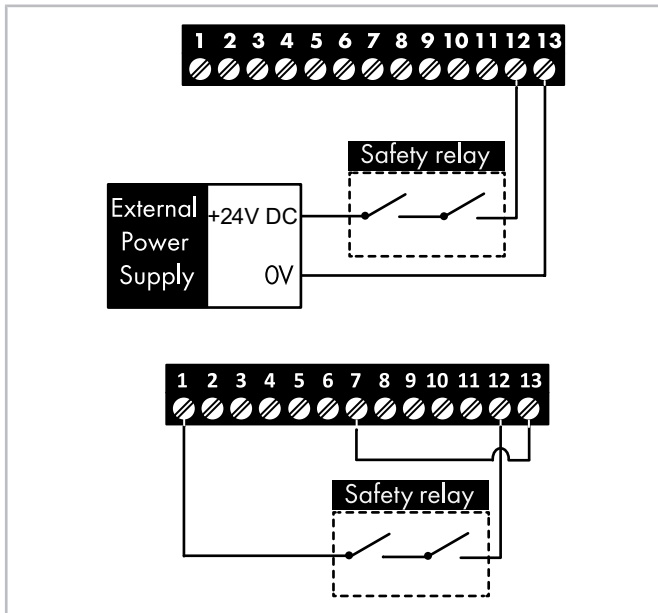 1 2 3 4 5 6 7 8 9 10 11 12 13
Safety relay
External
Power
Supply
+24V DC
0V
1 2 3 4 5 6 7 8 9 10 11 12 13
Safety relay